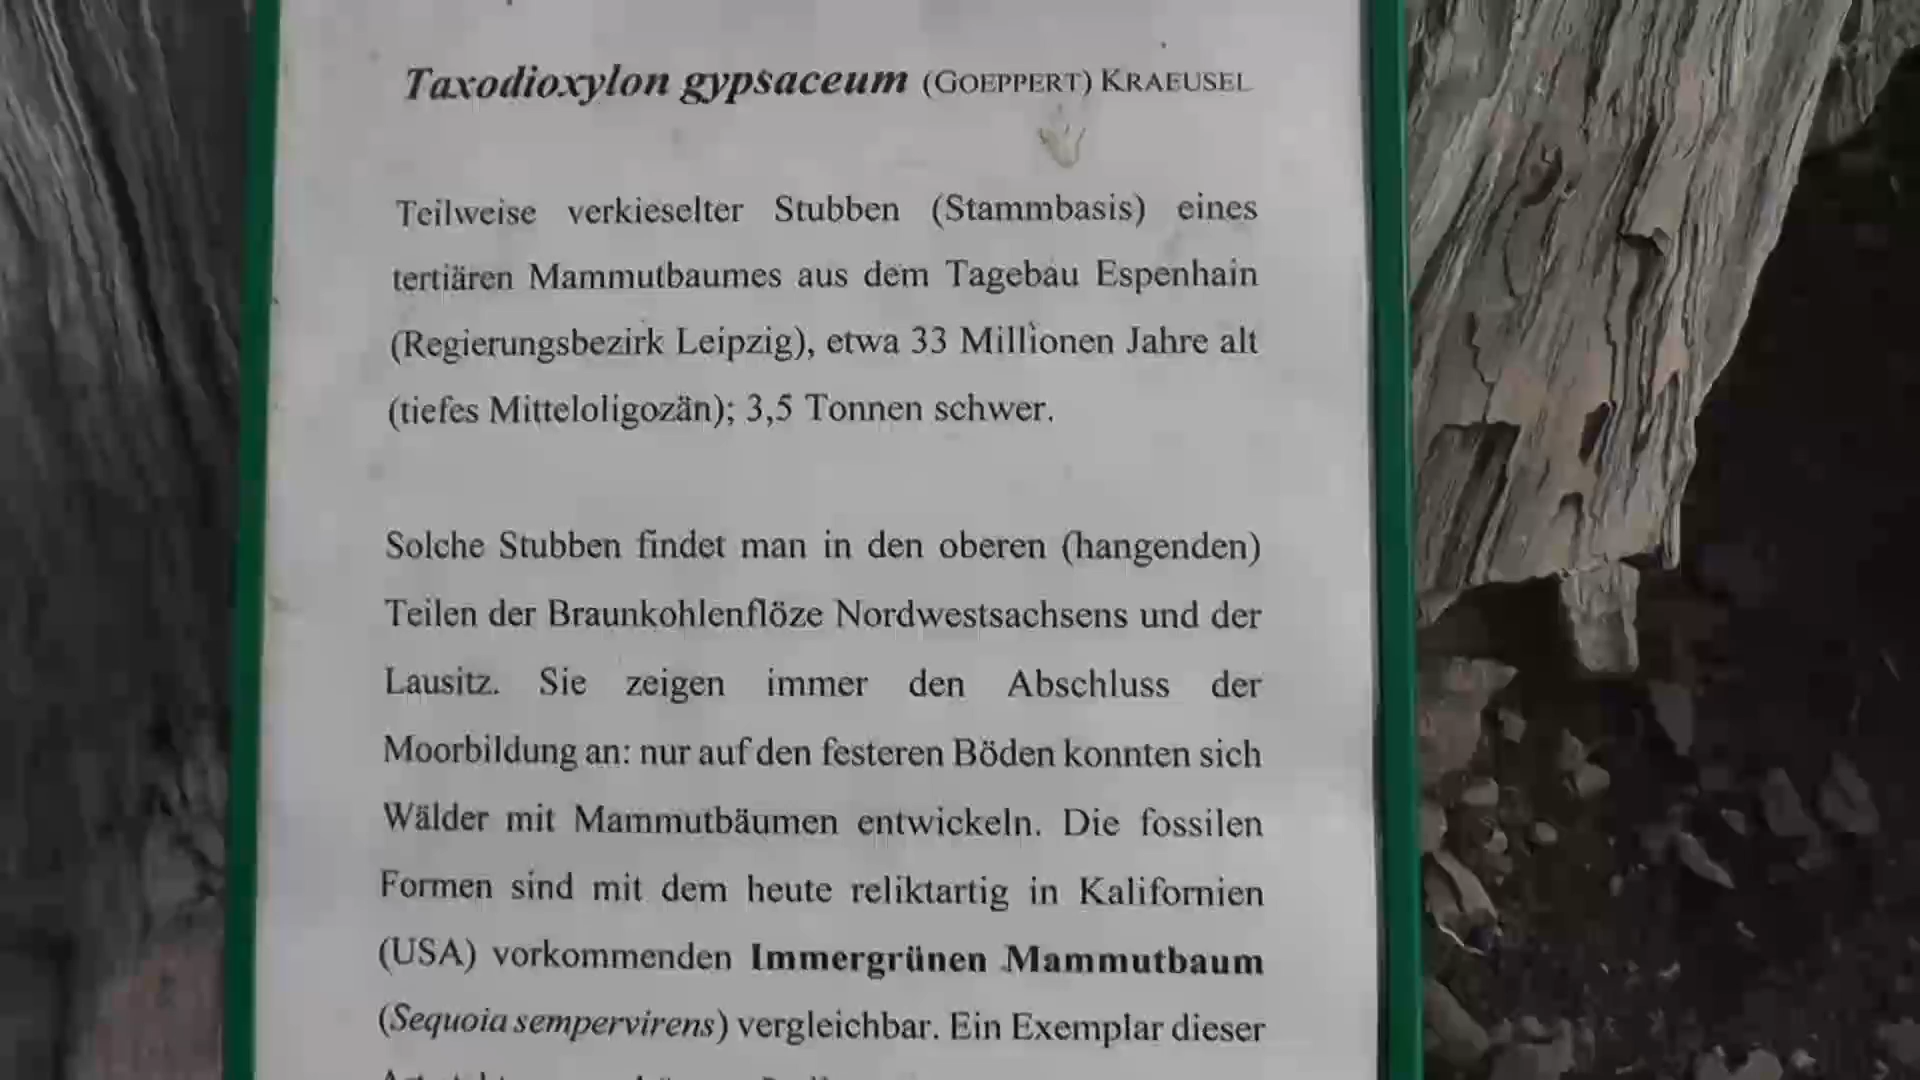 Taxodioxylon gypsaceum (GOEPPERT) KRAEUSEL
Teilweise verkieselter Stubben (Stammbasis) eines
tertiären Mammutbaumes aus dem Tagebau Espenhain
(Regierungsbezirk Leipzig), etwa 33 Millionen Jahre alt
(tiefes Mitteloligozän); 3,5 Tonnen schwer.
Solche Stubben findet man in den oberen (hangenden)
Teilen der Braunkohlenflöze Nordwestsachsens und der
Lausitz. Sie zeigen immer den Abschluss der
Moorbildung an: nur auf den festeren Böden konnten sich
Wälder mit Mammutbäumen entwickeln. Die fossilen
Formen sind mit dem heute reliktartig in Kalifornien
(USA) vorkommenden Immergrünen Mammutbaum
(Sequoia sempervirens) vergleichbar. Ein Exemplar dieser